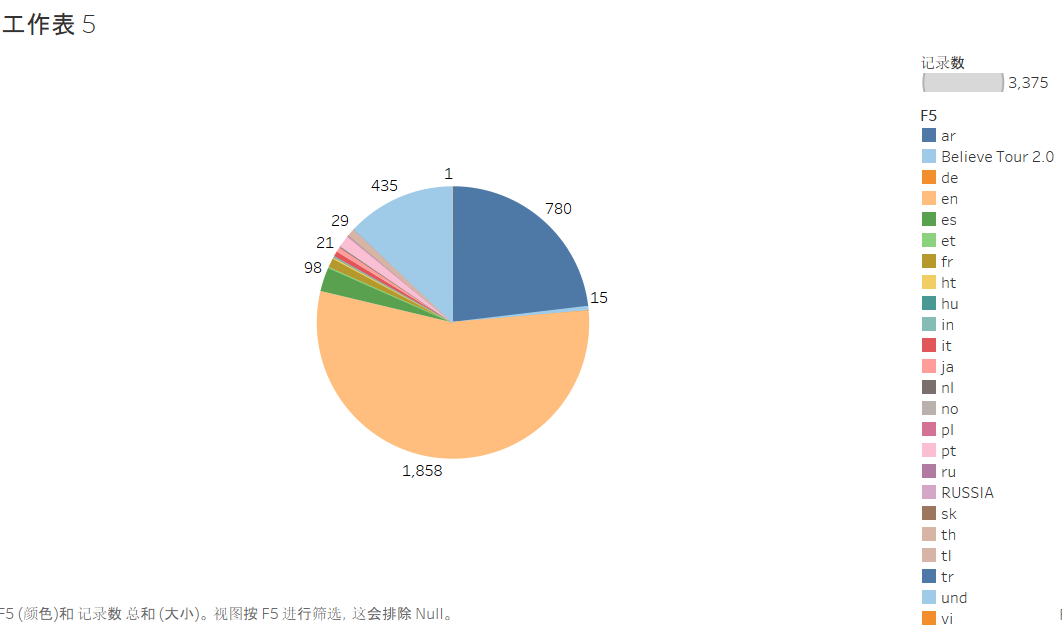 工作表 5
记录数
3,375
F5
ar
Believe Tour 2.0
de
en
es
et
fr
ht
hu
in
it
ja
nl
no
pl
pt
ru
RUSSIA
sk
th
tl
tr
und
vi
1
435
780
29
21
98
15
1,858
F5 (颜色)和 记录数 总和 (大小)。视图按 F5 进行筛选, 这会排除 Null。